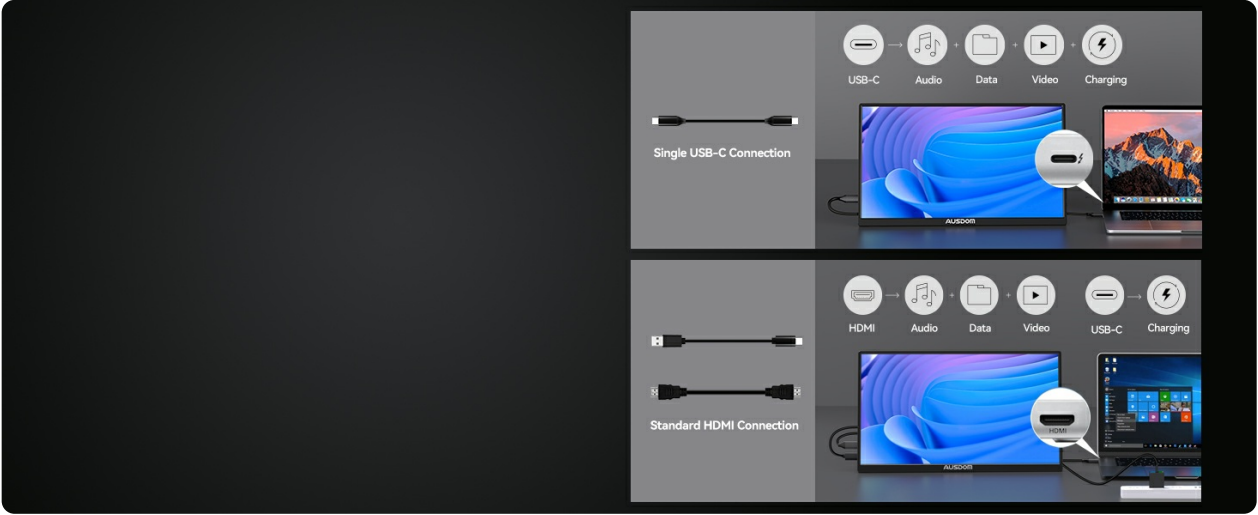 USB-C
Audio
Data
Video
Charging
Single USB-C Connection
AUSDOM
HDMI
Audio
Data
Video
USB-C
Charging
Standard HDMI Connection
HDMI
AUSDOM